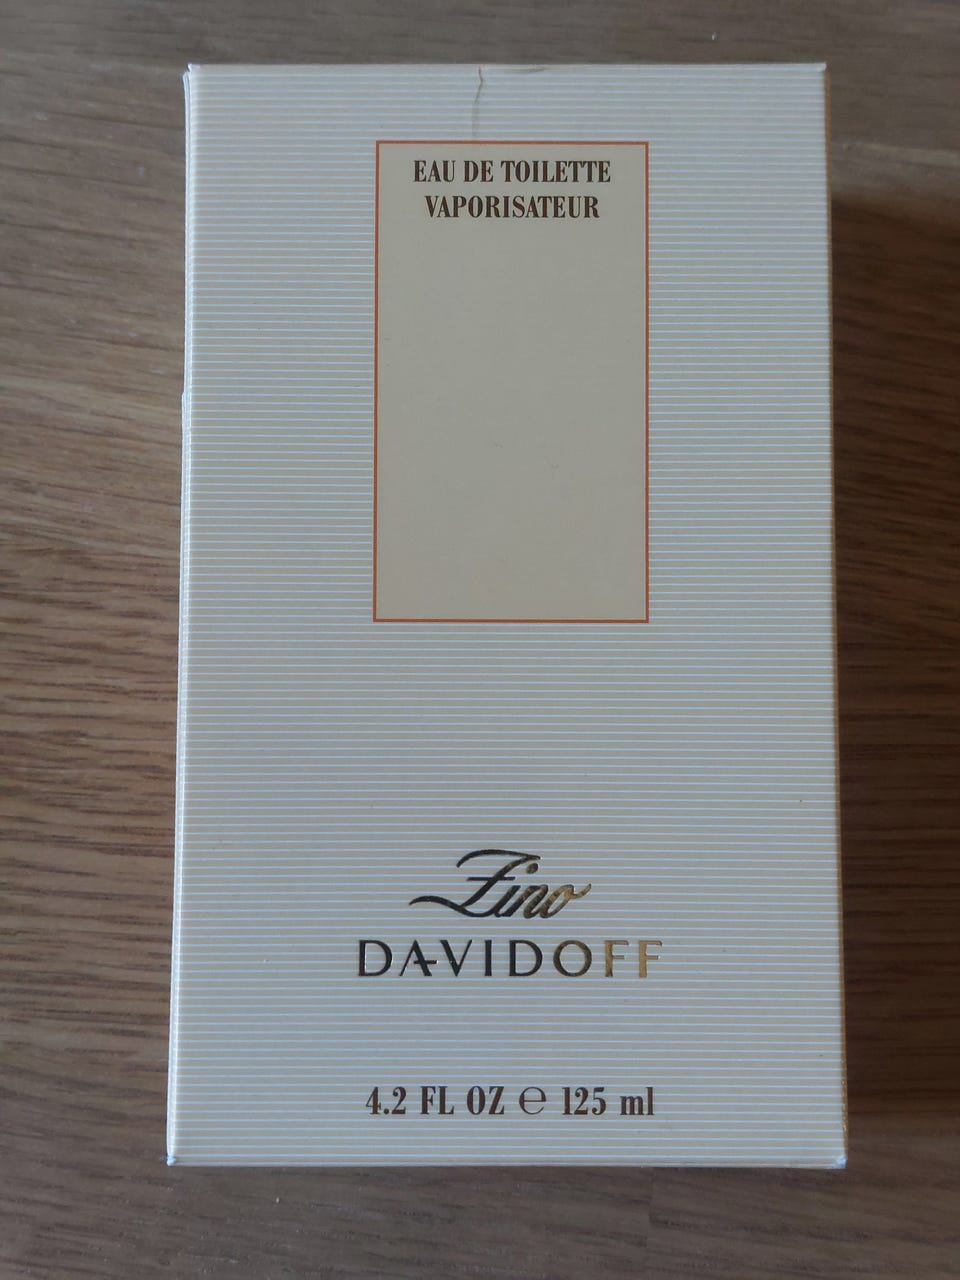 EAU DE TOILETTE
VAPORISATEUR
Zino
DAVIDOFF
4.2 FL OZ ℮ 125 ml